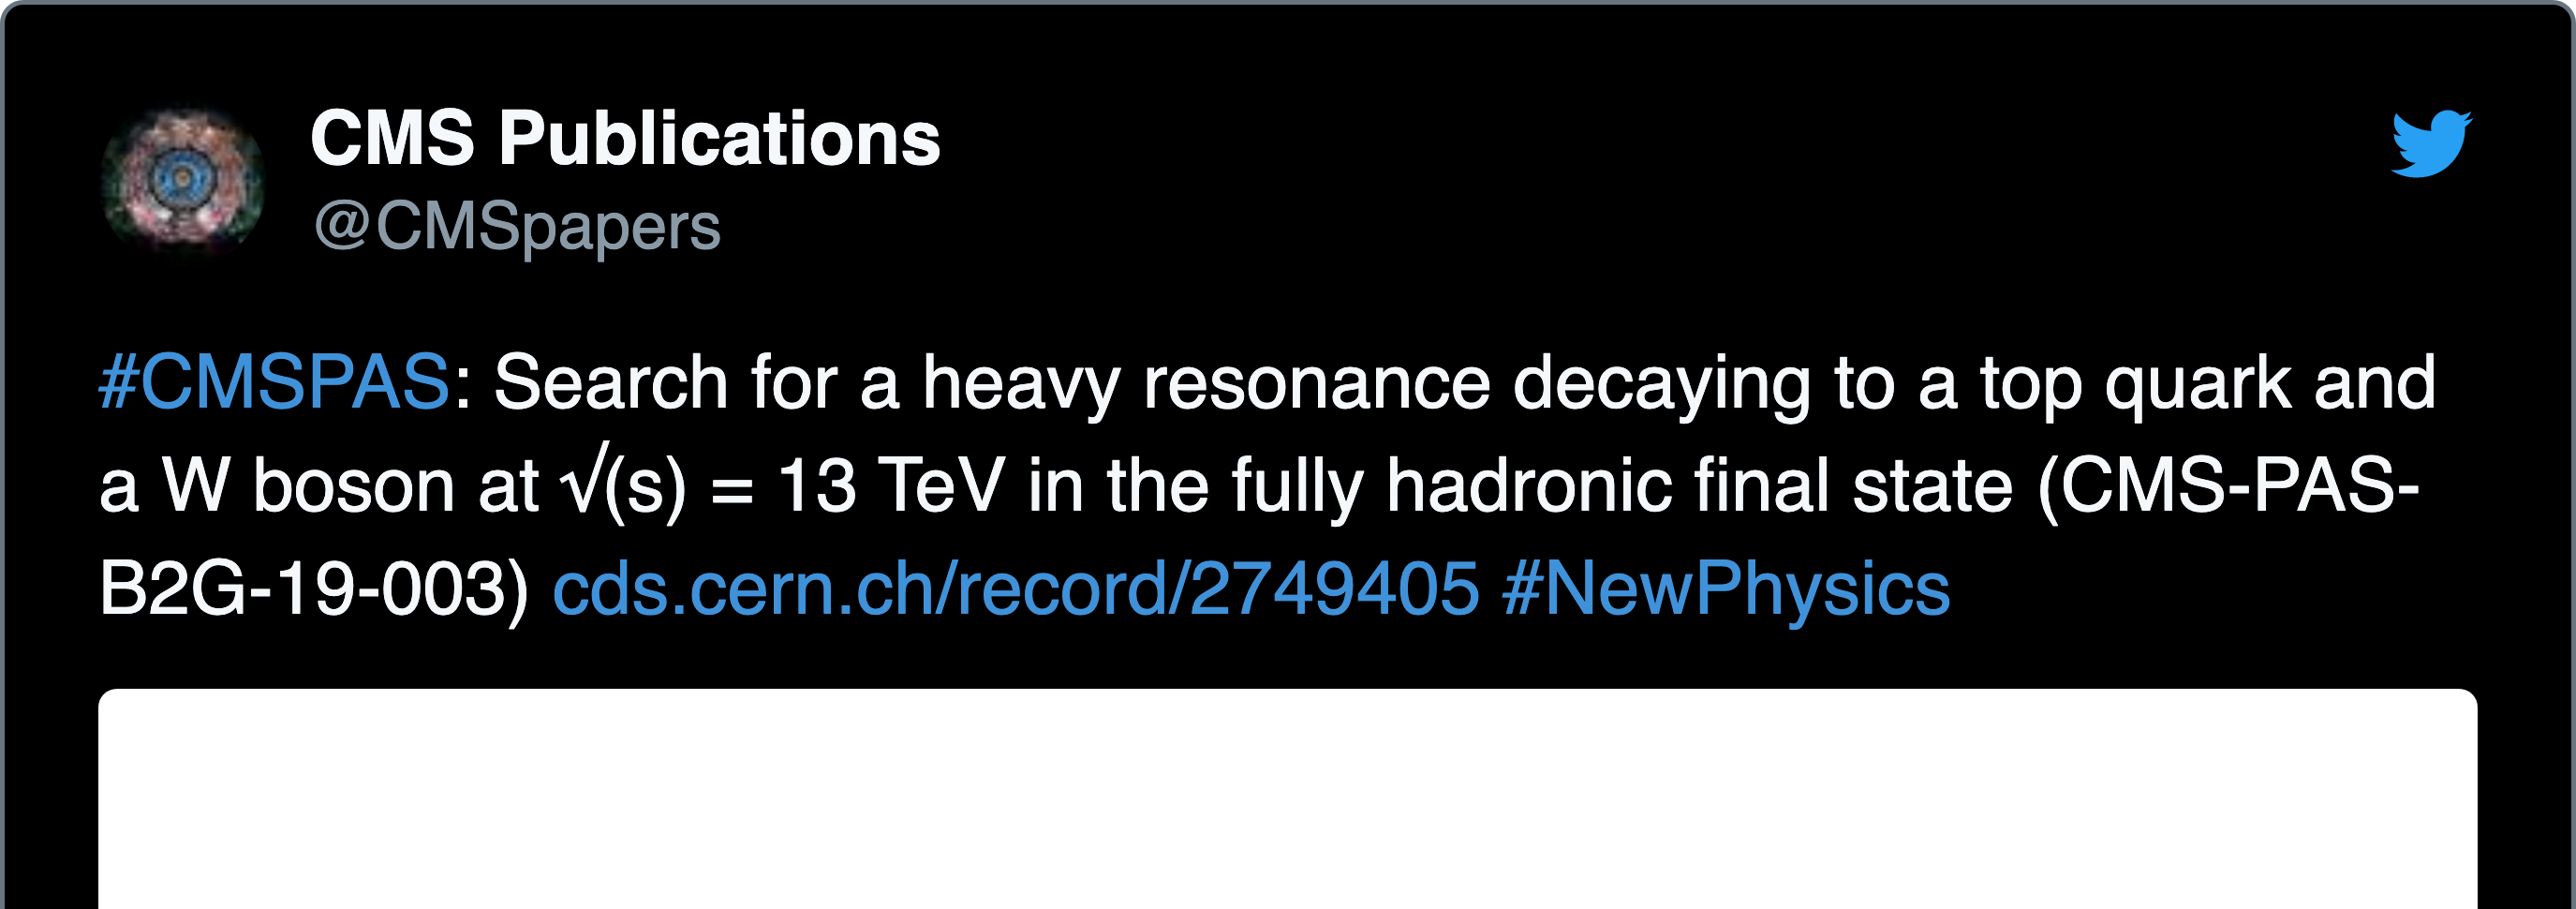 CMS Publications
@CMSpapers
#CMSPAS: Search for a heavy resonance decaying to a top quark and
a W boson at √(s) = 13 TeV in the fully hadronic final state (CMS-PAS-
B2G-19-003) cds.cern.ch/record/2749405 #NewPhysics